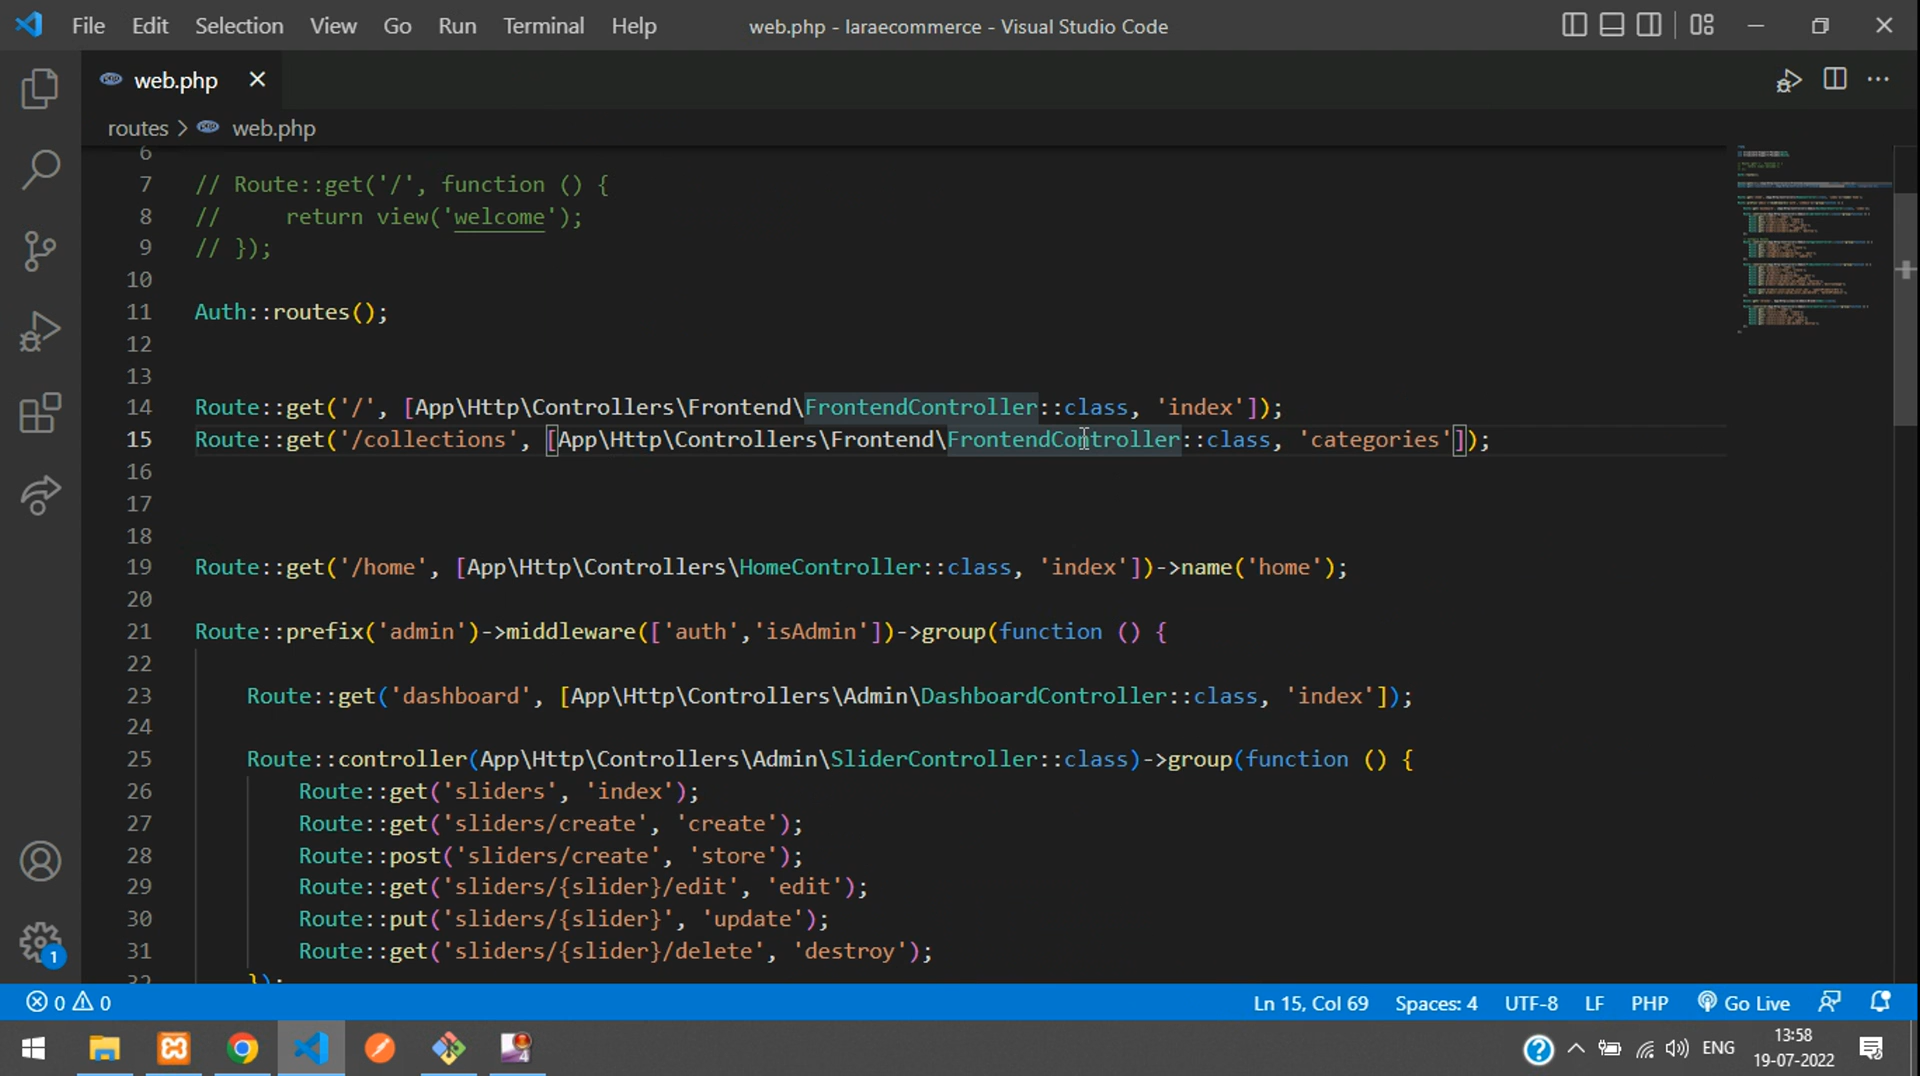 File Edit Selection View Go Run Terminal Help web.php - laraecommerce - Visual Studio Code
web.php
routes > web.php
6
7 // Route::get('/', function () {
8 //     return view('welcome');
9 // });
10
11 Auth::routes();
12
13
14 Route::get('/', [App\Http\Controllers\Frontend\FrontendController::class, 'index']);
15 Route::get('/collections', [App\Http\Controllers\Frontend\FrontendController::class, 'categories']);
16
17
18
19 Route::get('/home', [App\Http\Controllers\HomeController::class, 'index'])->name('home');
20
21 Route::prefix('admin')->middleware(['auth','isAdmin'])->group(function () {
22
23     Route::get('dashboard', [App\Http\Controllers\Admin\DashboardController::class, 'index']);
24
25     Route::controller(App\Http\Controllers\Admin\SliderController::class)->group(function () {
26         Route::get('sliders', 'index');
27         Route::get('sliders/create', 'create');
28         Route::post('sliders/create', 'store');
29         Route::get('sliders/{slider}/edit', 'edit');
30         Route::put('sliders/{slider}', 'update');
31         Route::get('sliders/{slider}/delete', 'destroy');
32     });
1
0 0 Ln 15, Col 69 Spaces: 4 UTF-8 LF PHP Go Live
ENG 13:58
19-07-2022